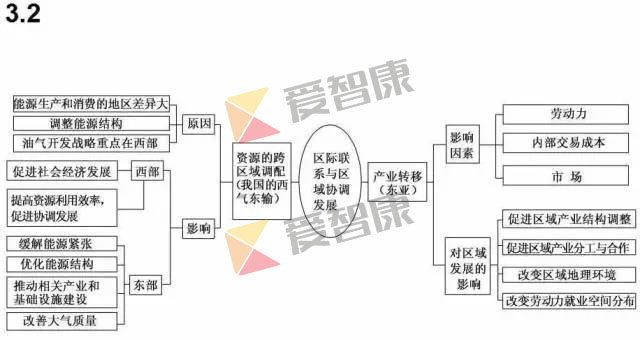 3.2
能源生产和消费的地区差异大
调整能源结构
油气开发战略重点在西部
原因
促进社会经济发展
提高资源利用效率,
促进协调发展
西部
缓解能源紧张
优化能源结构
推动相关产业和
基础设施建设
改善大气质量
东部
影响
资源的跨
区域调配
(我国的西
气东输)
区际联
系与区
域协调
发展
产业转移
(东亚)
影响
因素
劳动力
内部交易成本
市场
对区域
发展的
影响
促进区域产业结构调整
促进区域产业分工与合作
改变区域地理环境
改变劳动力就业空间分布
爱智康
爱智康